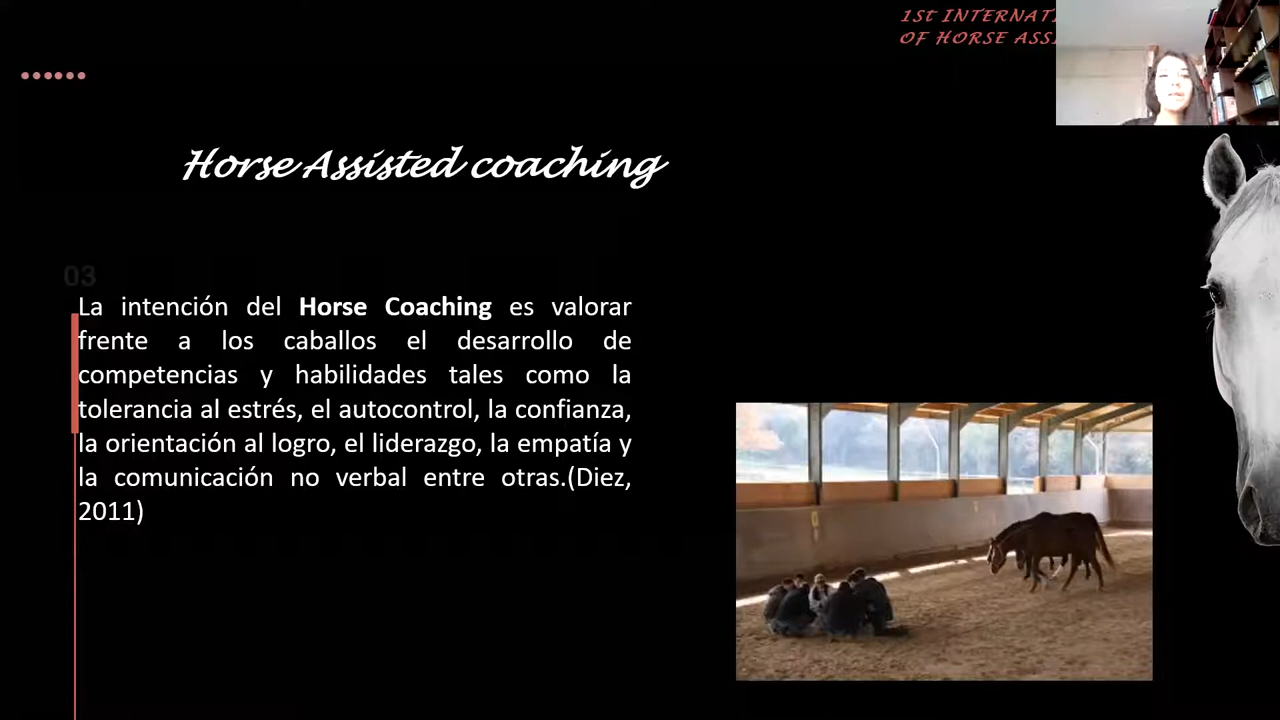 1St INTERNATI
OF HORSE ASSI
Horse Assisted coaching
03
La intención del Horse Coaching es valorar
frente a los caballos el desarrollo de
competencias y habilidades tales como la
tolerancia al estrés, el autocontrol, la confianza,
la orientación al logro, el liderazgo, la empatía y
la comunicación no verbal entre otras.(Diez,
2011)